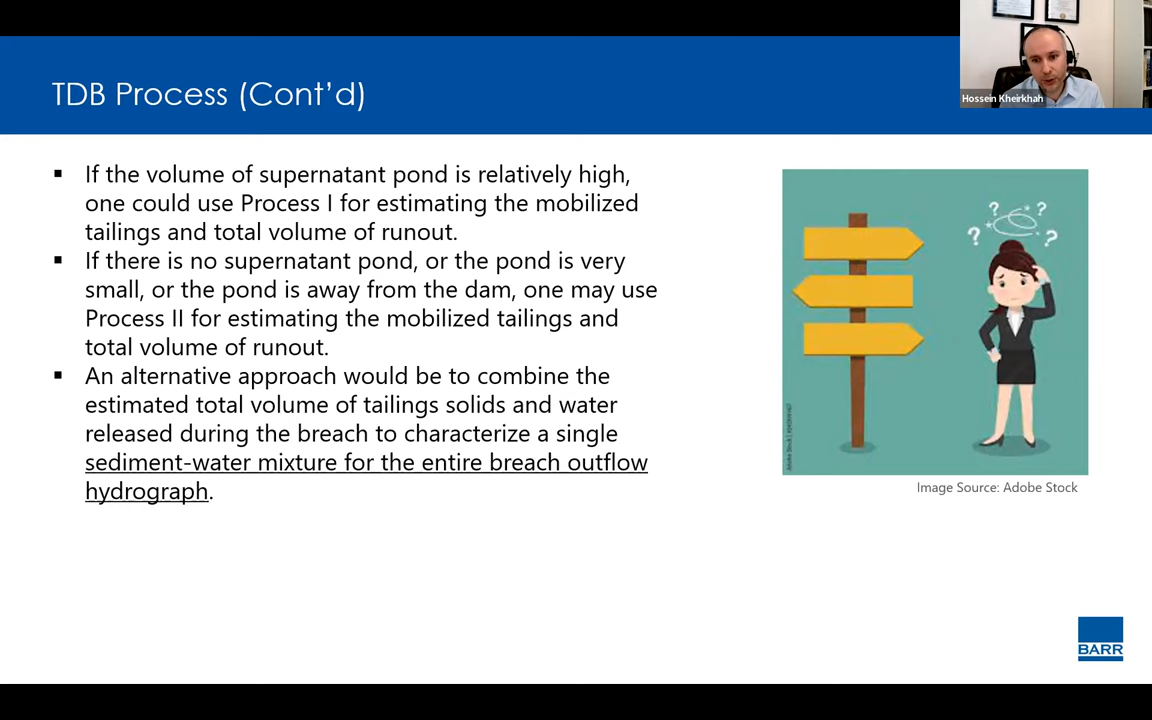 TDB Process (Cont’d)
Hossein Kheirkhah
▪ If the volume of supernatant pond is relatively high,
one could use Process I for estimating the mobilized
tailings and total volume of runout.
▪ If there is no supernatant pond, or the pond is very
small, or the pond is away from the dam, one may use
Process II for estimating the mobilized tailings and
total volume of runout.
▪ An alternative approach would be to combine the
estimated total volume of tailings solids and water
released during the breach to characterize a single
sediment-water mixture for the entire breach outflow
hydrograph.
? ?
? ?
Image Source: Adobe Stock
BARR